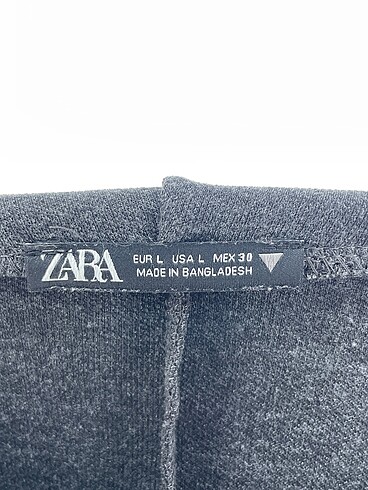 ZARA
EUR L USA L MEX 30
MADE IN BANGLADESH